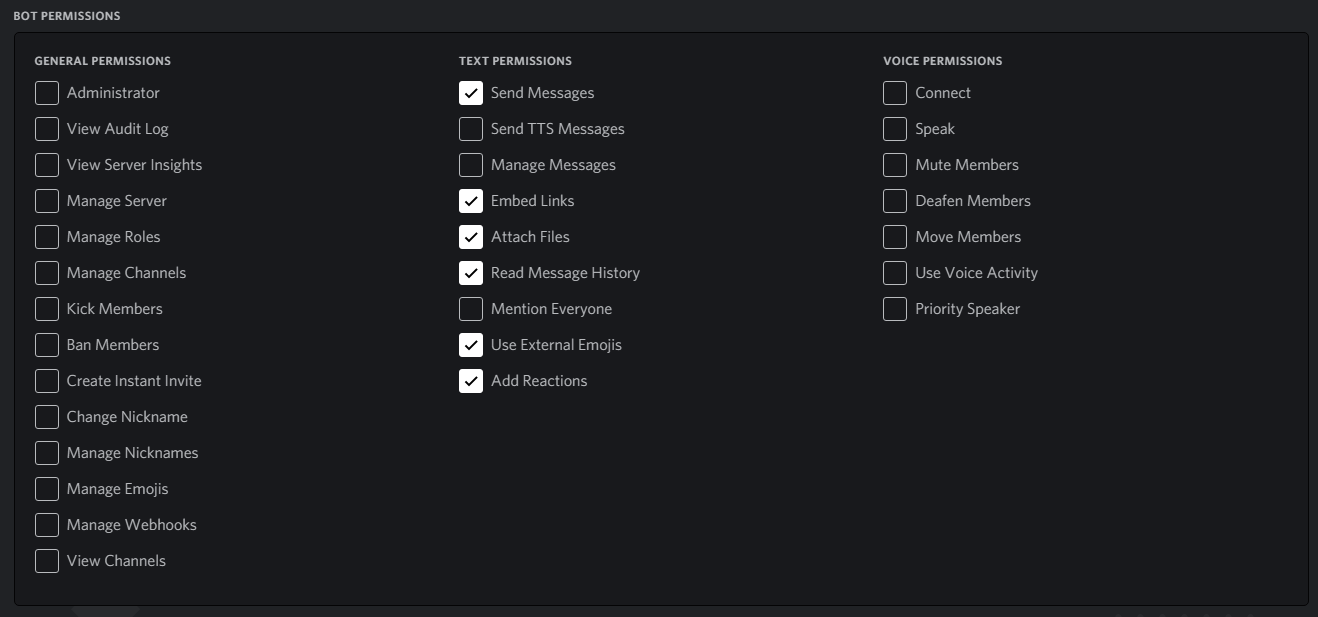 BOT PERMISSIONS
GENERAL PERMISSIONS
Administrator
View Audit Log
View Server Insights
Manage Server
Manage Roles
Manage Channels
Kick Members
Ban Members
Create Instant Invite
Change Nickname
Manage Nicknames
Manage Emojis
Manage Webhooks
View Channels
TEXT PERMISSIONS
Send Messages
Send TTS Messages
Manage Messages
Embed Links
Attach Files
Read Message History
Mention Everyone
Use External Emojis
Add Reactions
VOICE PERMISSIONS
Connect
Speak
Mute Members
Deafen Members
Move Members
Use Voice Activity
Priority Speaker